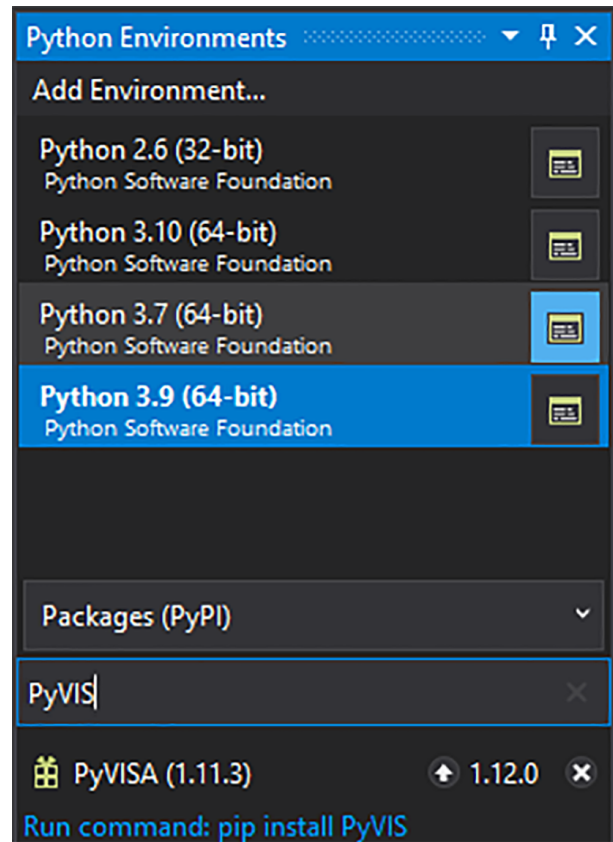 Python Environments
Add Environment...
Python 2.6 (32-bit)
Python Software Foundation
Python 3.10 (64-bit)
Python Software Foundation
Python 3.7 (64-bit)
Python Software Foundation
Python 3.9 (64-bit)
Python Software Foundation
Packages (PyPI)
PyVIS
PyVISA (1.11.3) 1.12.0
Run command: pip install PyVIS